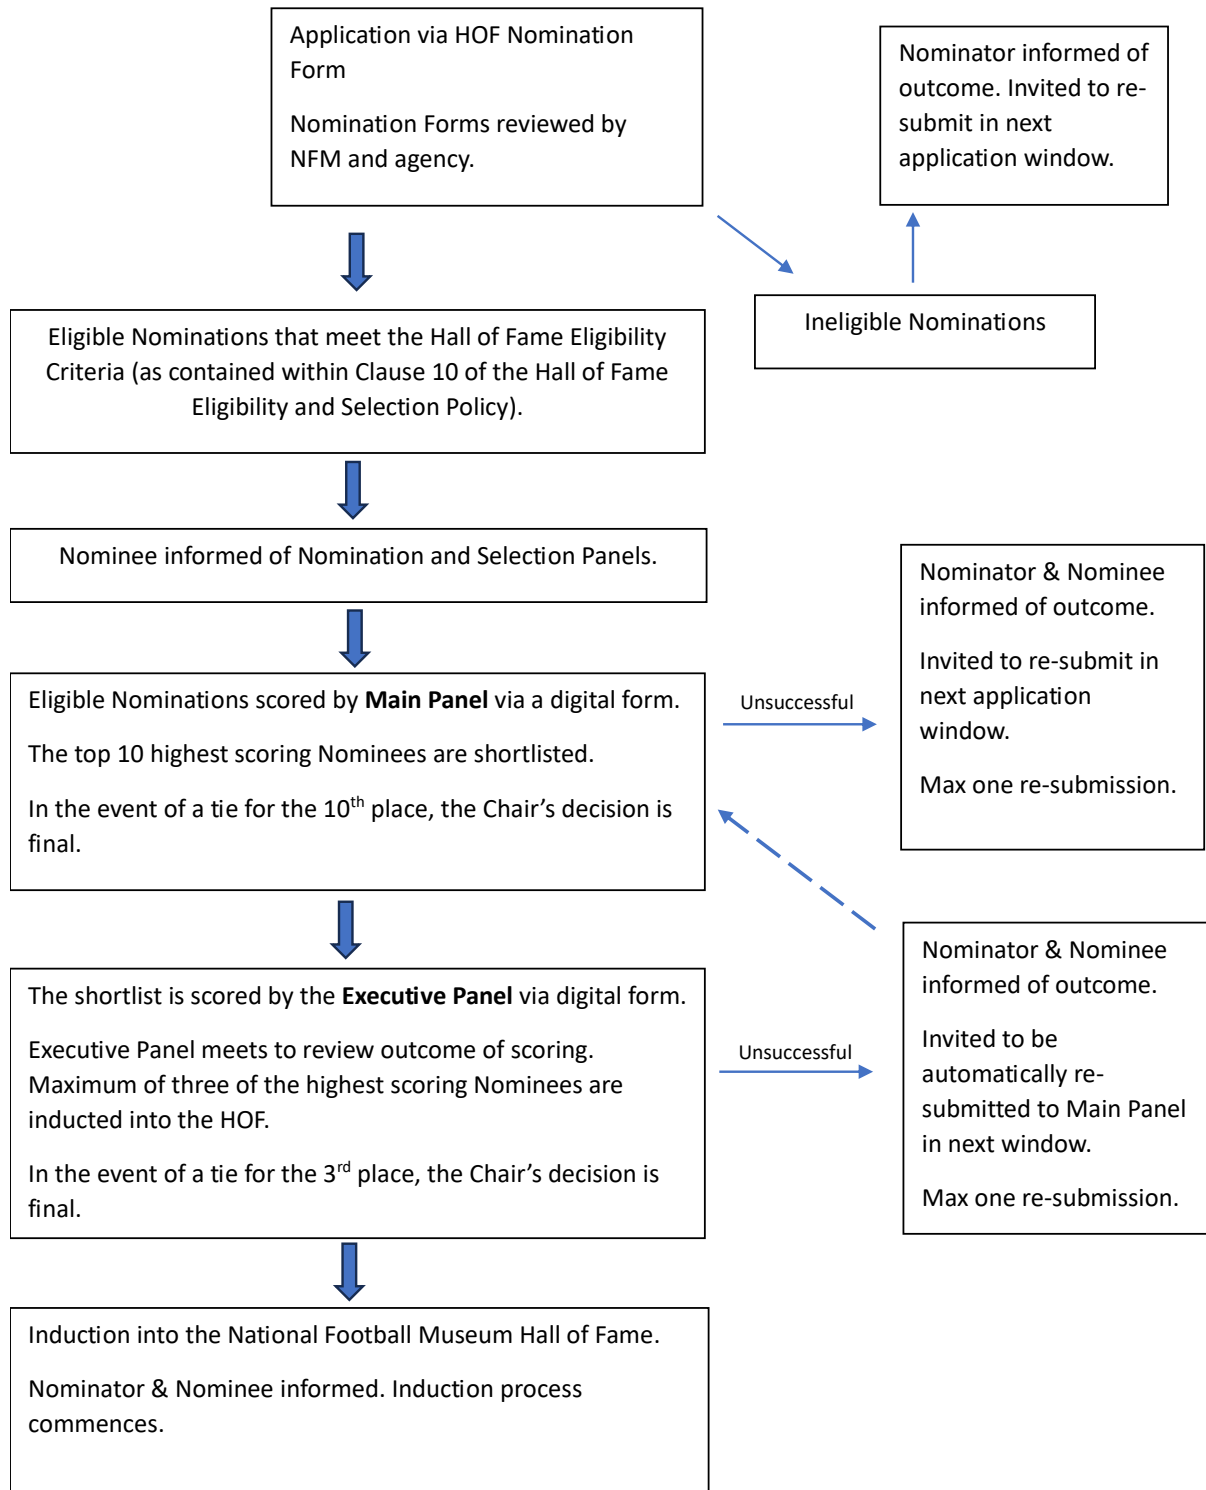 Application via HOF Nomination
Form
Nomination Forms reviewed by
NFM and agency.
Nominator informed of
outcome. Invited to re-
submit in next
application window.
Ineligible Nominations
Eligible Nominations that meet the Hall of Fame Eligibility
Criteria (as contained within Clause 10 of the Hall of Fame
Eligibility and Selection Policy).
Nominee informed of Nomination and Selection Panels.
Eligible Nominations scored by Main Panel via a digital form.
The top 10 highest scoring Nominees are shortlisted.
In the event of a tie for the 10th place, the Chair’s decision is
final.
Unsuccessful
Nominator & Nominee
informed of outcome.
Invited to re-submit in
next application
window.
Max one re-submission.
The shortlist is scored by the Executive Panel via digital form.
Executive Panel meets to review outcome of scoring.
Maximum of three of the highest scoring Nominees are
inducted into the HOF.
In the event of a tie for the 3rd place, the Chair’s decision is
final.
Unsuccessful
Nominator & Nominee
informed of outcome.
Invited to be
automatically re-
submitted to Main Panel
in next window.
Max one re-submission.
Induction into the National Football Museum Hall of Fame.
Nominator & Nominee informed. Induction process
commences.